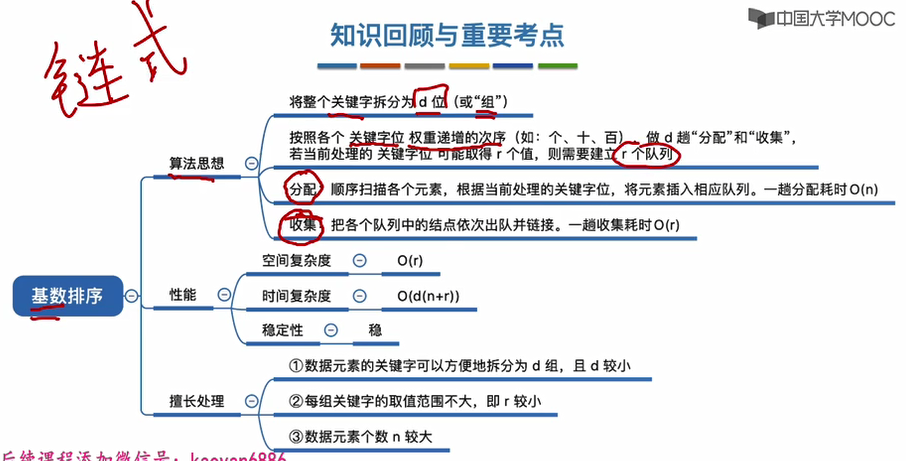 链式
中国大学MOOC
知识回顾与重要考点
将整个关键字拆分为 d 位（或“组”）
按照各个 关键字位 权重递增的次序（如：个、十、百），做 d 趟“分配”和“收集”，
若当前处理的 关键字位 可能取得 r 个值，则需要建立 r 个队列
算法思想
分配：顺序扫描各个元素，根据当前处理的关键字位，将元素插入相应队列。一趟分配耗时O(n)
收集：把各个队列中的结点依次出队并链接。一趟收集耗时O(r)
空间复杂度 O(r)
基数排序
性能
时间复杂度 O(d(n+r))
稳定性 稳
①数据元素的关键字可以方便地拆分为 d 组，且 d 较小
擅长处理
②每组关键字的取值范围不大，即 r 较小
③数据元素个数 n 较大
后续课程添加微信号：kaoyan6886